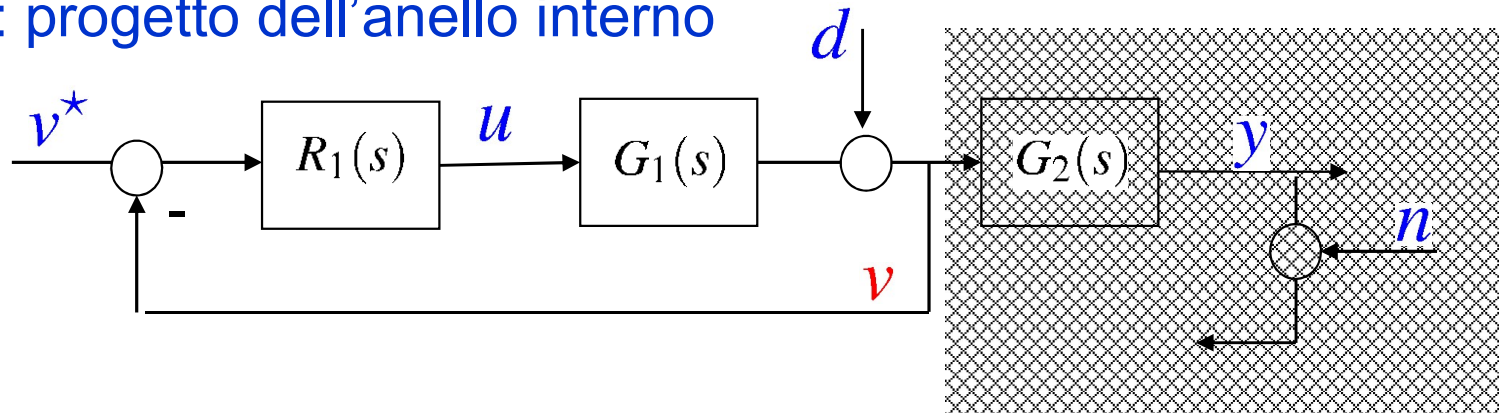 : progetto dell'anello interno
d
v⋆
R₁(s)
u
G₁(s)
G₂(s)
y
-
n
v